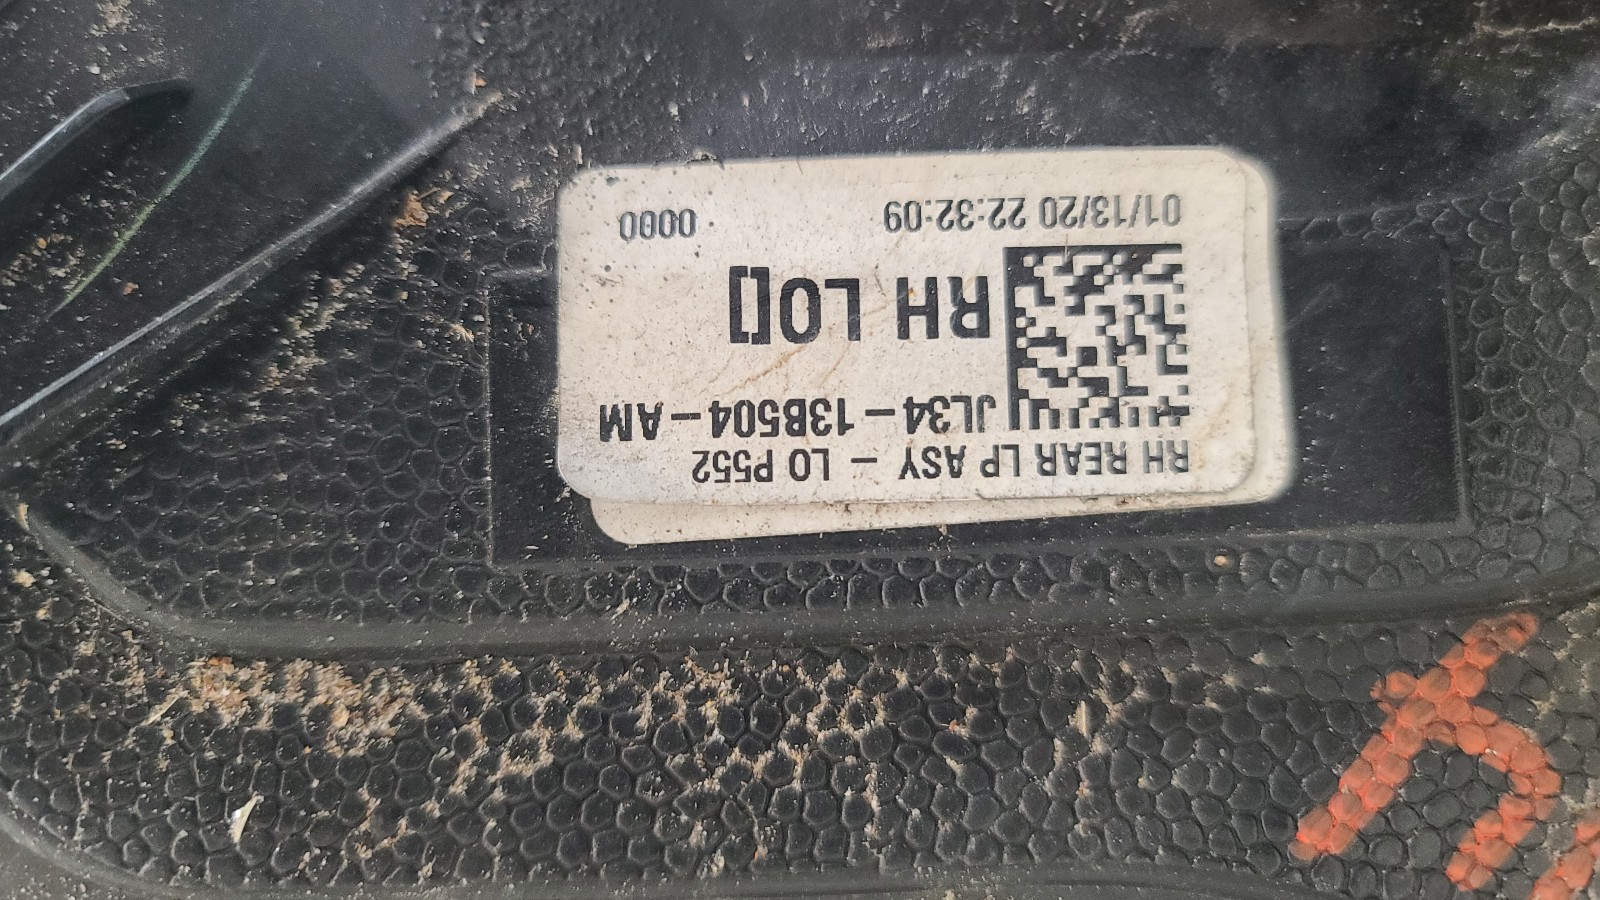 RH REAR LP ASY - LO P552
JL34-13B504-AM
RH LO[]
01/13/20 22:32:09 0000